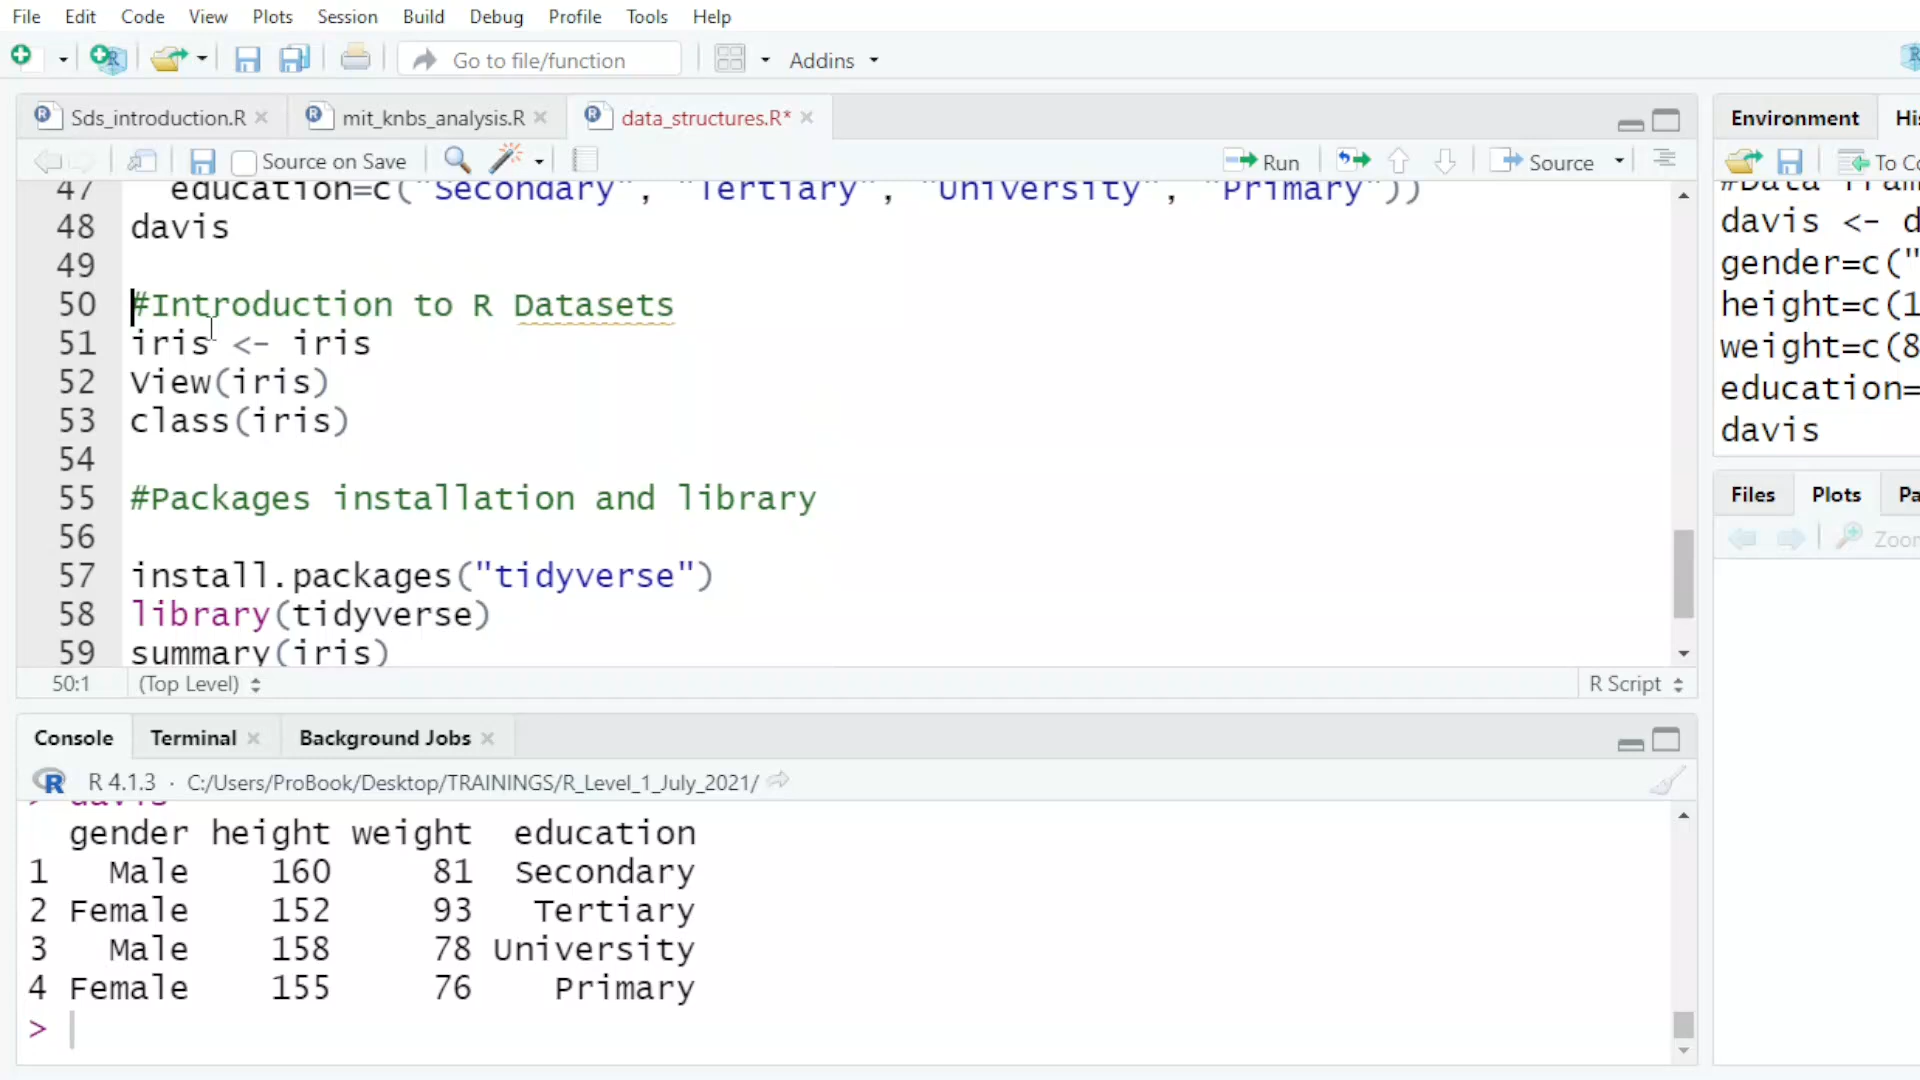 File Edit Code View Plots Session Build Debug Profile Tools Help
Go to file/function Addins
Sds_introduction.R mit_knbs_analysis.R data_structures.R*
Source on Save Run Source
47 education=c("Secondary", "Tertiary", "University", "Primary"))
48 davis
49
50 #Introduction to R Datasets
51 iris <- iris
52 View(iris)
53 class(iris)
54
55 #Packages installation and library
56
57 install.packages("tidyverse")
58 library(tidyverse)
59 summary(iris)
50:1 (Top Level) R Script
Console Terminal Background Jobs
R 4.1.3 · C:/Users/ProBook/Desktop/TRAININGS/R_Level_1_July_2021/
> davis
gender height weight education
1 Male 160 81 Secondary
2 Female 152 93 Tertiary
3 Male 158 78 University
4 Female 155 76 Primary
>
Environment His
To Co
#Data fram
davis <- d
gender=c("
height=c(1
weight=c(8
education=
davis
Files Plots Pa
Zoom